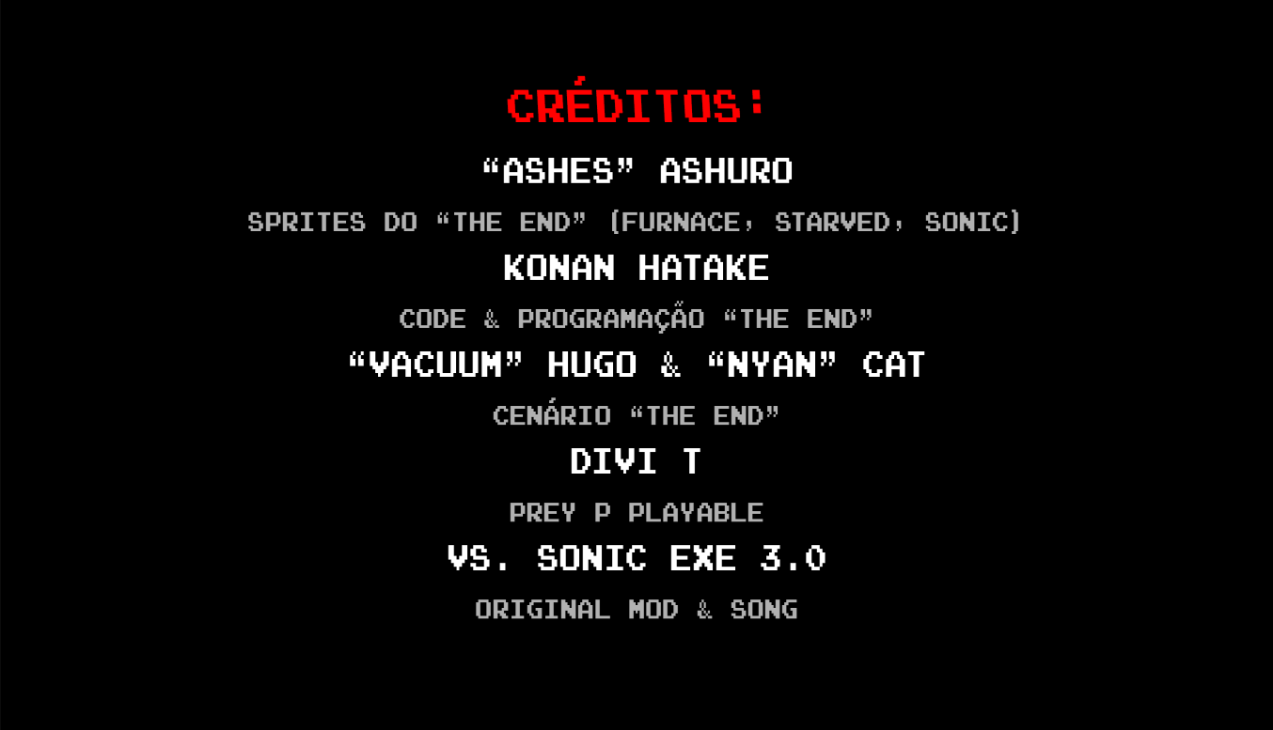 CRÉDITOS:
“ASHES” ASHURO
SPRITES DO “THE END” (FURNACE, STARVED, SONIC)
KONAN HATAKE
CODE & PROGRAMAÇÃO “THE END”
“VACUUM” HUGO & “NYAN” CAT
CENÁRIO “THE END”
DIVI T
PREY P PLAYABLE
VS. SONIC EXE 3.0
ORIGINAL MOD & SONG